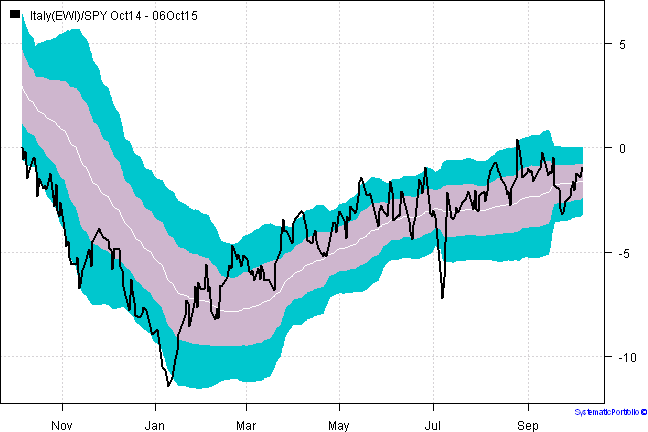 Italy(EWI)/SPY Oct14 - 06Oct15
5
0
-5
-10
Nov Jan Mar May Jul Sep
SystematicPortfolio ©